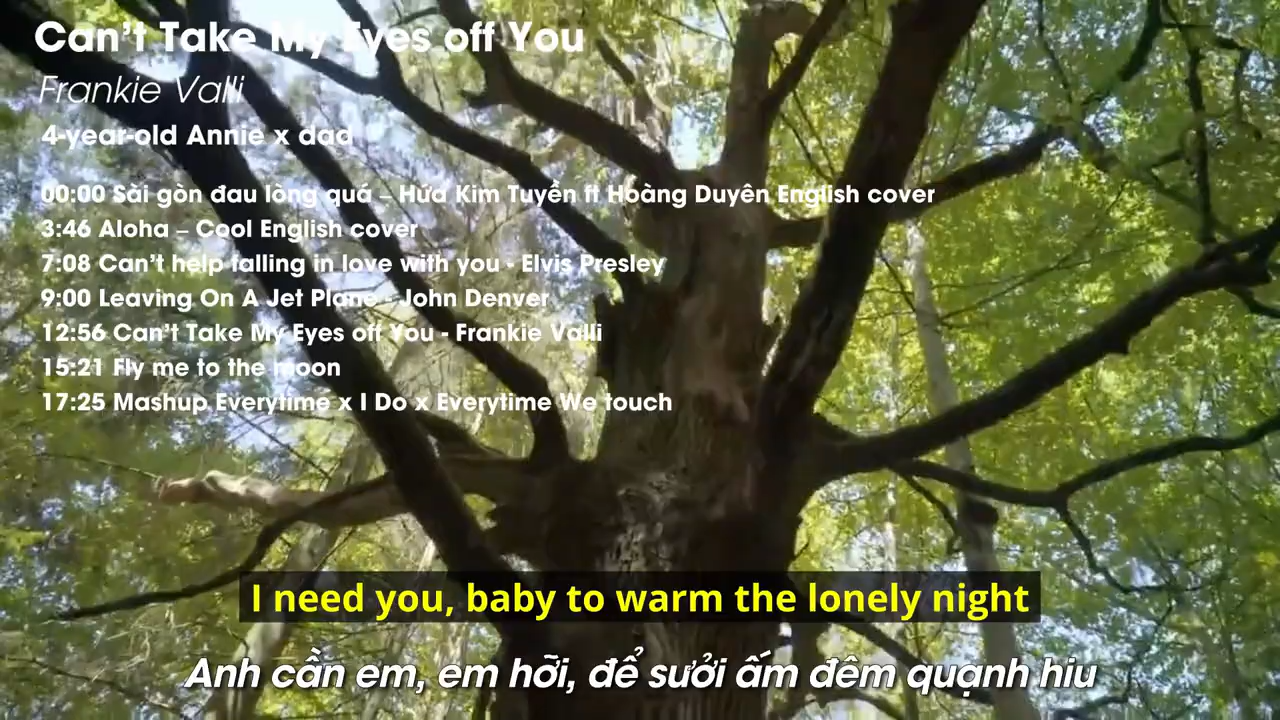 Can't Take My Eyes off You
Frankie Valli
4-year-old Annie x dad
00:00 Sài gòn đau lòng quá – Hứa Kim Tuyền ft Hoàng Duyên English cover
3:46 Aloha – Cool English cover
7:08 Can't help falling in love with you - Elvis Presley
9:00 Leaving On A Jet Plane - John Denver
12:56 Can't Take My Eyes off You - Frankie Valli
15:21 Fly me to the moon
17:25 Mashup Everytime x I Do x Everytime We touch
I need you, baby to warm the lonely night
Anh cần em, em hỡi, để sưởi ấm đêm quạnh hiu